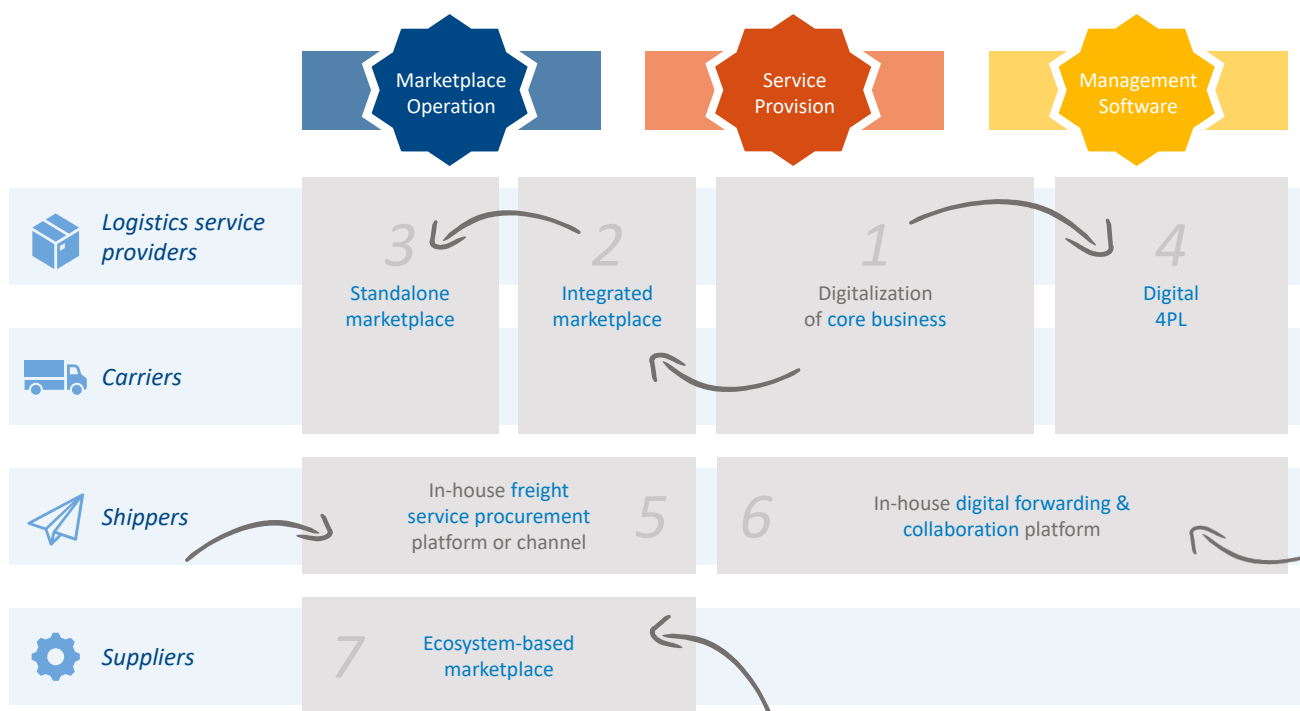 Marketplace
Operation
Service
Provision
Management
Software
Logistics service
providers
3
Standalone
marketplace
2
Integrated
marketplace
1
Digitalization
of core business
4
Digital
4PL
Carriers
Shippers
In-house freight
service procurement
platform or channel
5
6
In-house digital forwarding &
collaboration platform
Suppliers
7
Ecosystem-based
marketplace